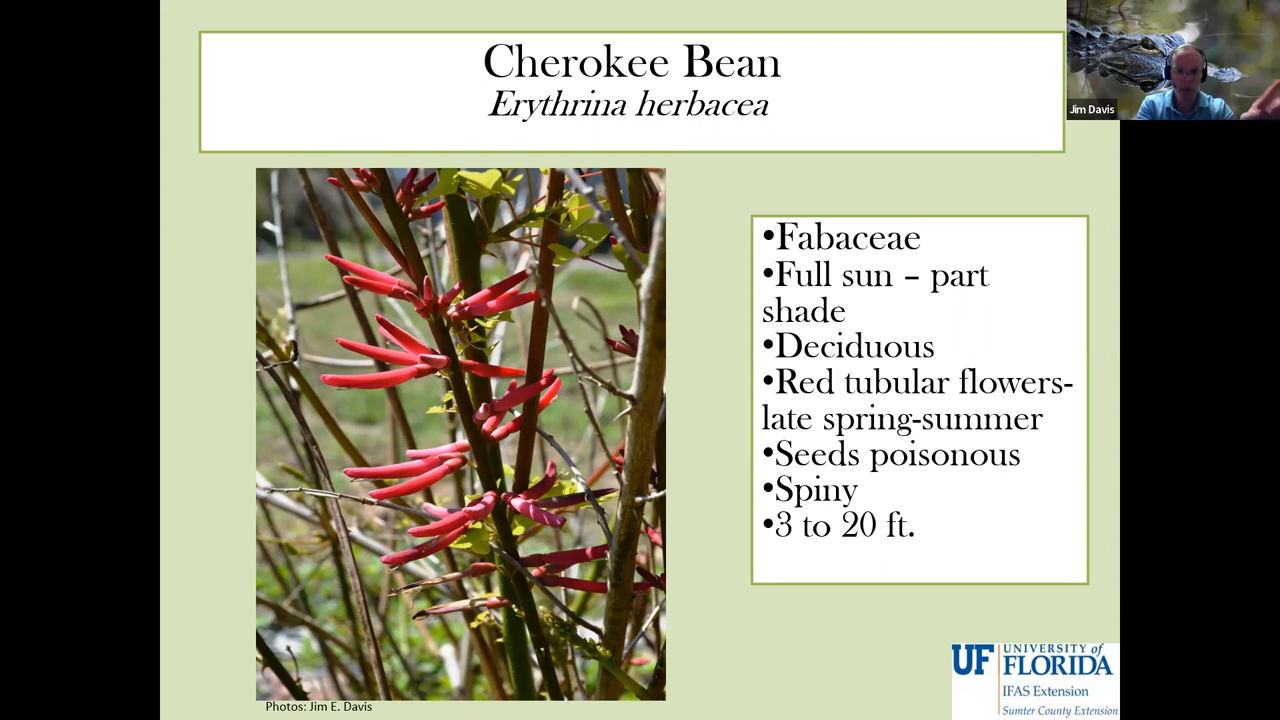 Cherokee Bean
Erythrina herbacea
Jim Davis
•Fabaceae
•Full sun – part
shade
•Deciduous
•Red tubular flowers-
late spring-summer
•Seeds poisonous
•Spiny
•3 to 20 ft.
Photos: Jim E. Davis
UF UNIVERSITY of
FLORIDA
IFAS Extension
Sumter County Extension